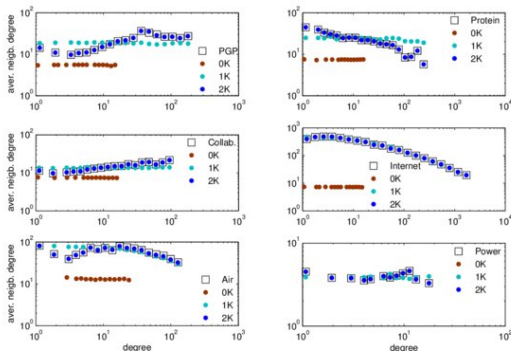 aver. neigb. degree
10² 10¹ 10⁰
PGP
0K
1K
2K
10⁰ 10¹ 10² 10³
10² 10¹ 10⁰
Protein
0K
1K
2K
10⁰ 10¹ 10² 10³
aver. neigb. degree
10² 10¹ 10⁰
Collab.
0K
1K
2K
10⁰ 10¹ 10² 10³
10³ 10² 10¹ 10⁰
Internet
0K
1K
2K
10⁰ 10¹ 10² 10³ 10⁴
aver. neigb. degree
10² 10¹ 10⁰
Air
0K
1K
2K
10⁰ 10¹ 10² 10³
degree
10¹
10⁰
Power
0K
1K
2K
10⁰ 10¹ 10²
degree